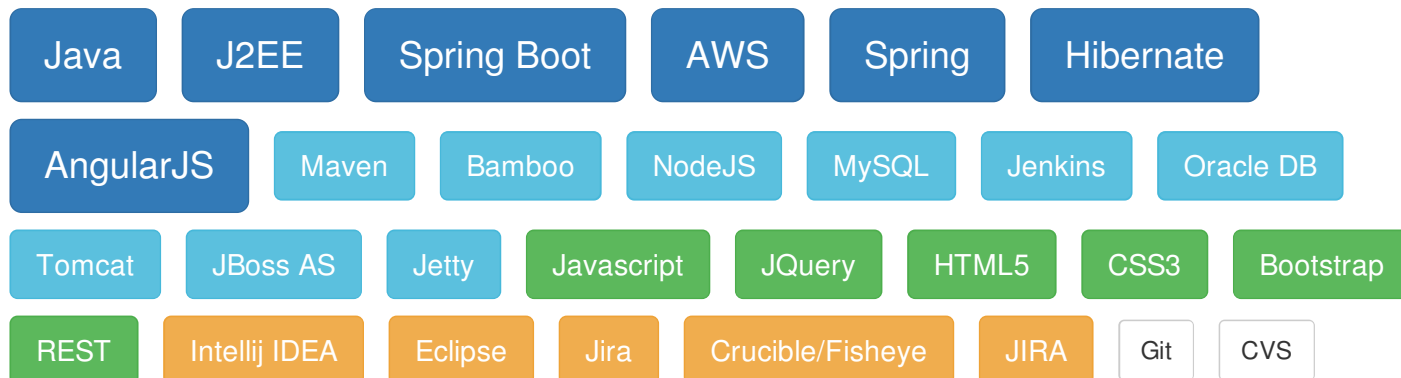 Java J2EE Spring Boot AWS Spring Hibernate
AngularJS Maven Bamboo NodeJS MySQL Jenkins Oracle DB
Tomcat JBoss AS Jetty Javascript JQuery HTML5 CSS3 Bootstrap
REST Intellij IDEA Eclipse Jira Crucible/Fisheye JIRA Git CVS